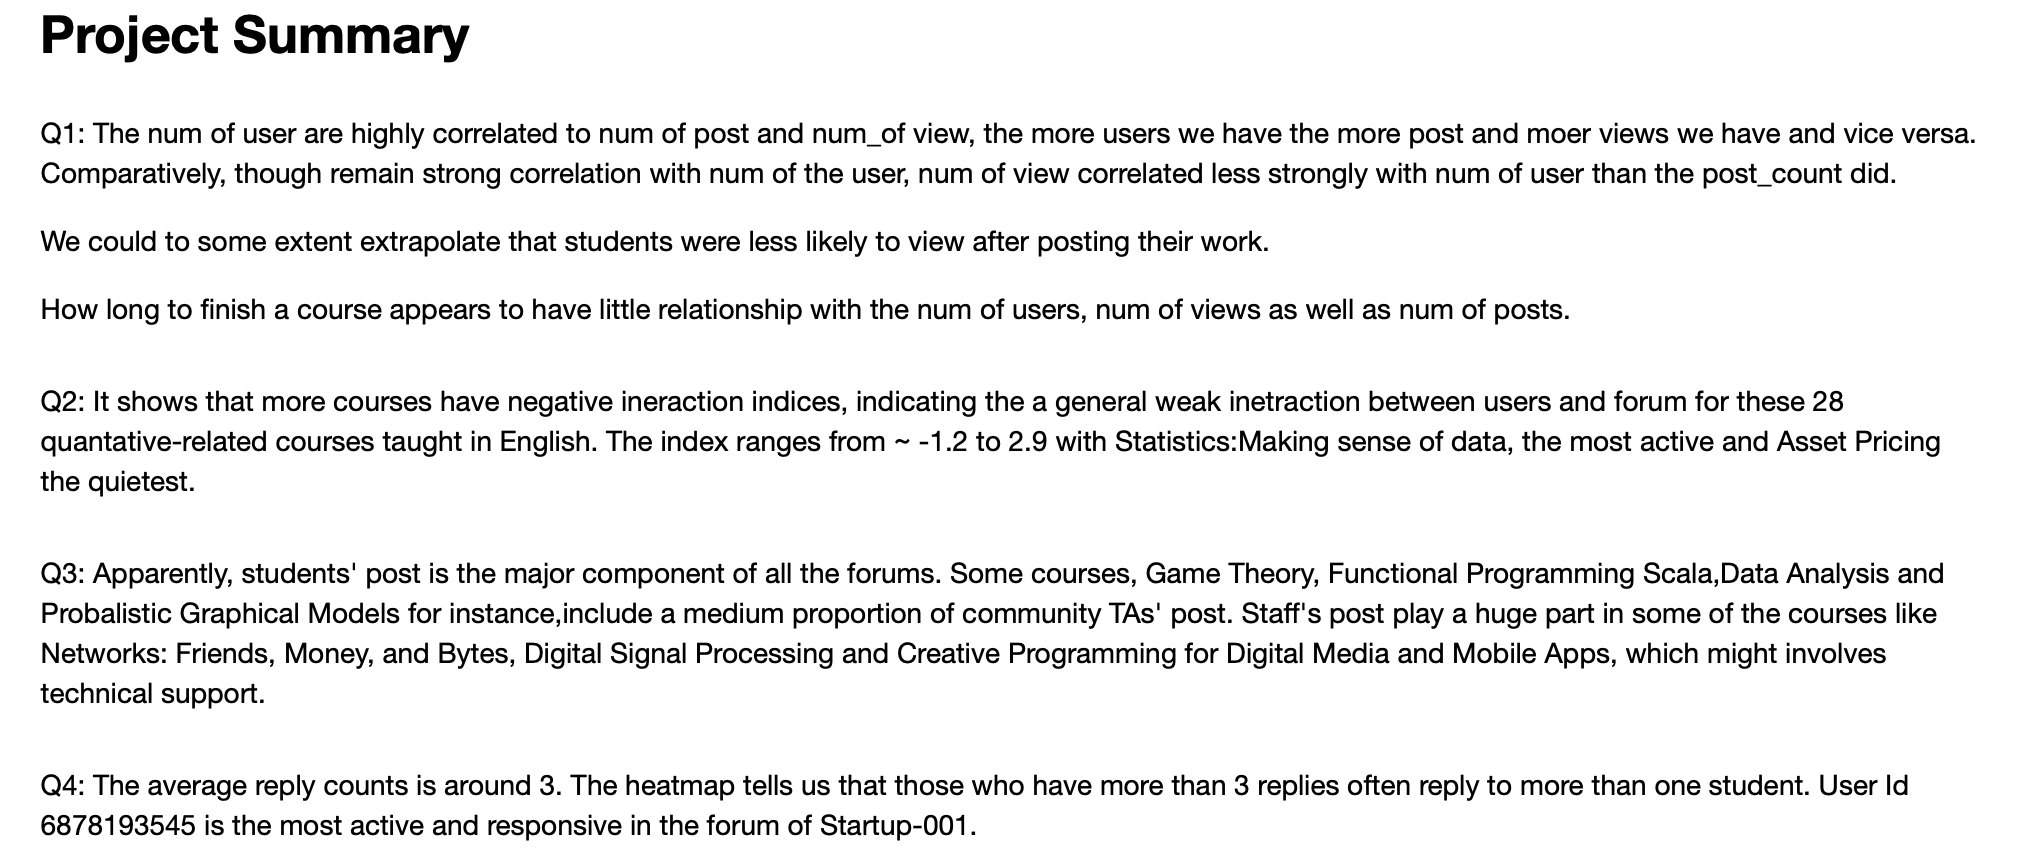 Project Summary
Q1: The num of user are highly correlated to num of post and num_of view, the more users we have the more post and moer views we have and vice versa.
Comparatively, though remain strong correlation with num of the user, num of view correlated less strongly with num of user than the post_count did.
We could to some extent extrapolate that students were less likely to view after posting their work.
How long to finish a course appears to have little relationship with the num of users, num of views as well as num of posts.
Q2: It shows that more courses have negative ineraction indices, indicating the a general weak inetraction between users and forum for these 28
quantative-related courses taught in English. The index ranges from ~ -1.2 to 2.9 with Statistics:Making sense of data, the most active and Asset Pricing
the quietest.
Q3: Apparently, students' post is the major component of all the forums. Some courses, Game Theory, Functional Programming Scala,Data Analysis and
Probalistic Graphical Models for instance,include a medium proportion of community TAs' post. Staff's post play a huge part in some of the courses like
Networks: Friends, Money, and Bytes, Digital Signal Processing and Creative Programming for Digital Media and Mobile Apps, which might involves
technical support.
Q4: The average reply counts is around 3. The heatmap tells us that those who have more than 3 replies often reply to more than one student. User Id
6878193545 is the most active and responsive in the forum of Startup-001.